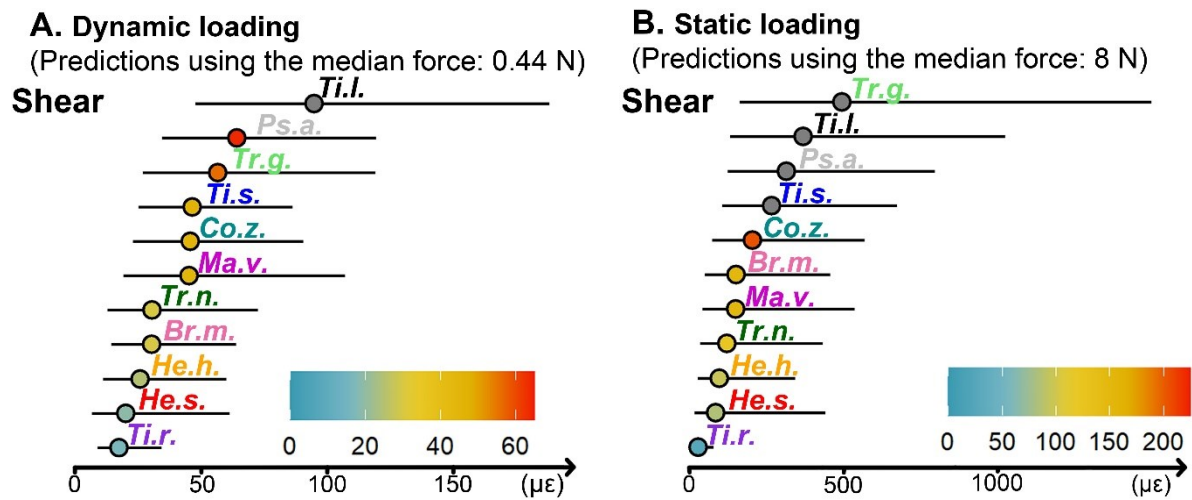 A. Dynamic loading
(Predictions using the median force: 0.44 N)
Shear
Ti.l.
Ps.a.
Tr.g.
Ti.s.
Co.z.
Ma.v.
Tr.n.
Br.m.
He.h.
He.s.
Ti.r.
0 20 40 60
0 50 100 150 (με)
B. Static loading
(Predictions using the median force: 8 N)
Shear
Tr.g.
Ti.l.
Ps.a.
Ti.s.
Co.z.
Br.m.
Ma.v.
Tr.n.
He.h.
He.s.
Ti.r.
0 50 100 150 200
0 500 1000 (με)